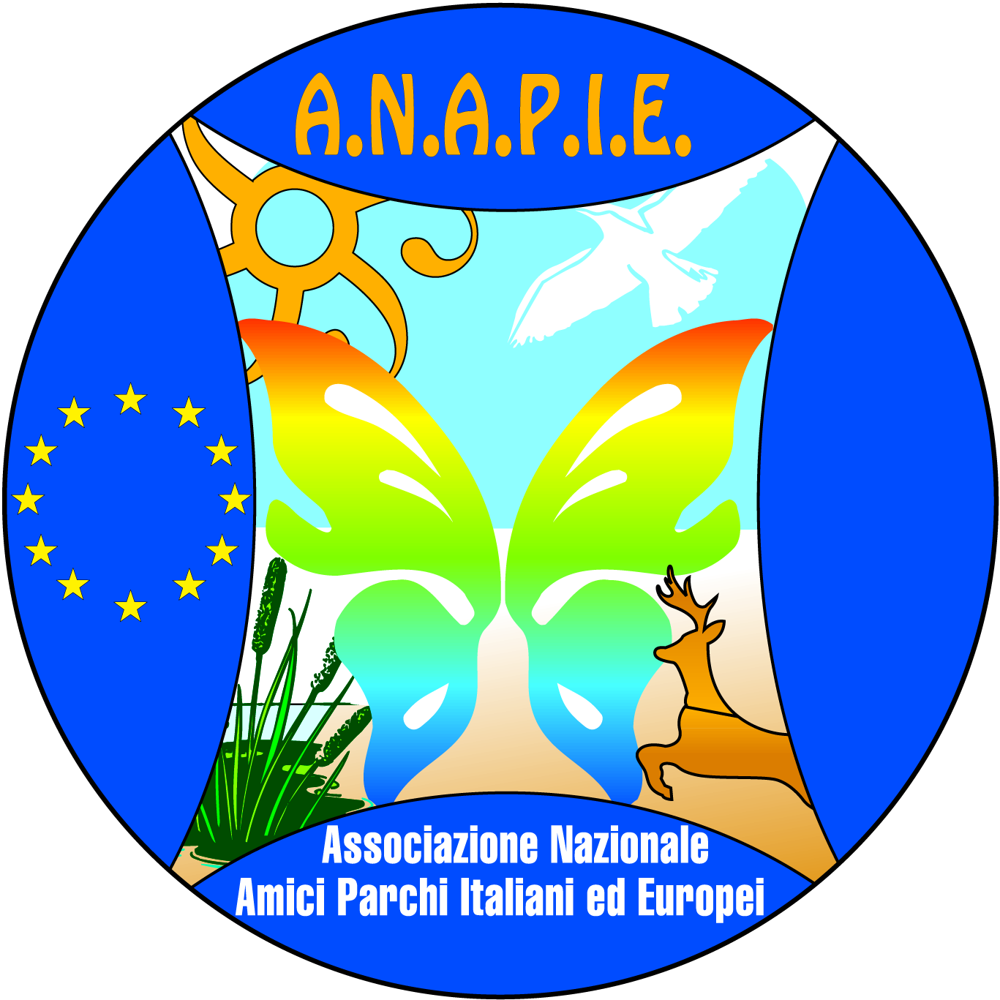 A.N.A.P.I.E.
Associazione Nazionale
Amici Parchi Italiani ed Europei